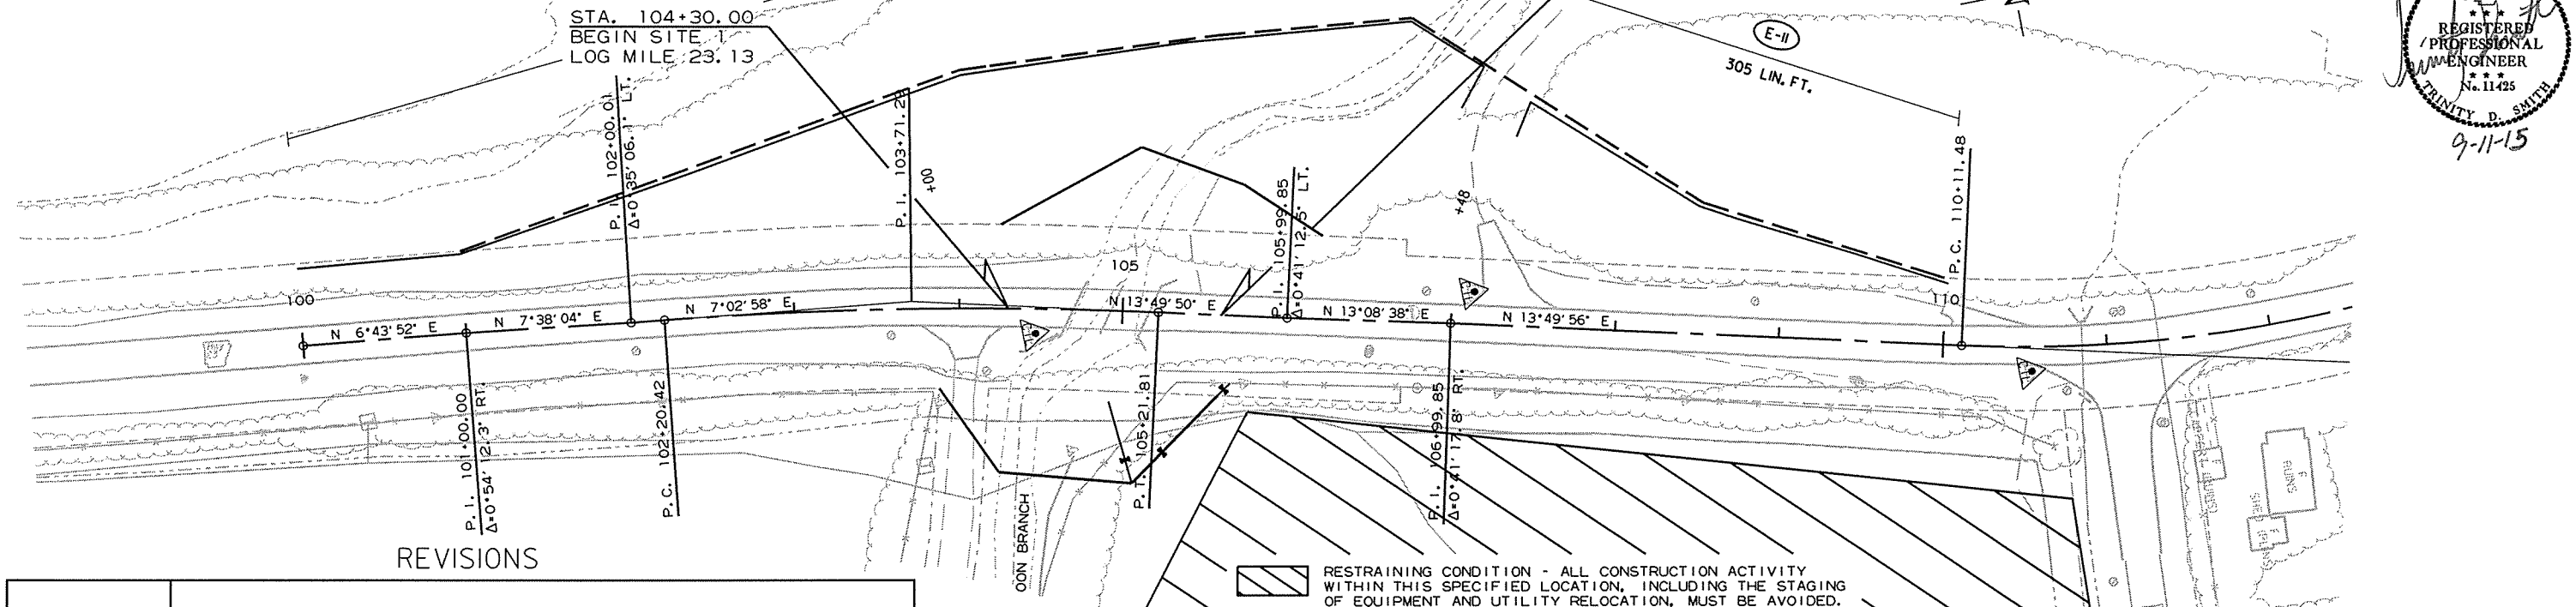 STA. 104+30.00
BEGIN SITE 1
LOG MILE 23.13
P.I. 102+00.01
Δ=0°35'06.1" LT.
P.I. 103+71.29
+00
E-11
305 LIN. FT.
REGISTERED
PROFESSIONAL
ENGINEER
No. 11425
TRINITY D. SMITH
9-11-15
P.I. 105+99.85
Δ=0°41'12.5" LT.
+48
P.C. 110+11.48
100
105
110
N 6°43'52" E
N 7°38'04" E
N 7°02'58" E
N 13°49'50" E
N 13°08'38" E
N 13°49'56" E
P.I. 101+00.00
Δ=0°54'12.3" RT.
P.C. 102+20.42
P.T. 105+21.81
P.I. 106+99.85
Δ=0°41'17.8" RT.
OON BRANCH
RUINS
REVISIONS
RESTRAINING CONDITION - ALL CONSTRUCTION ACTIVITY
WITHIN THIS SPECIFIED LOCATION, INCLUDING THE STAGING
OF EQUIPMENT AND UTILITY RELOCATION, MUST BE AVOIDED.